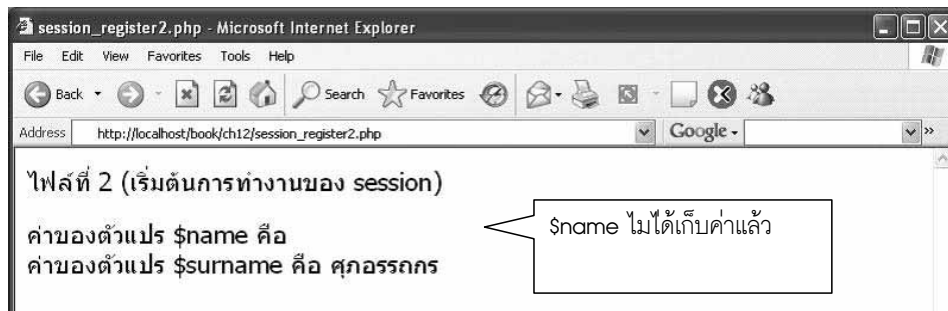 session_register2.php - Microsoft Internet Explorer
File Edit View Favorites Tools Help
Back Search Favorites
Address http://localhost/book/ch12/session_register2.php Google
ไฟล์ที่ 2 (เริ่มต้นการทำงานของ session)
ค่าของตัวแปร $name คือ
ค่าของตัวแปร $surname คือ ศุภอรรถกร
$name ไมได้เก็บค่าแล้ว